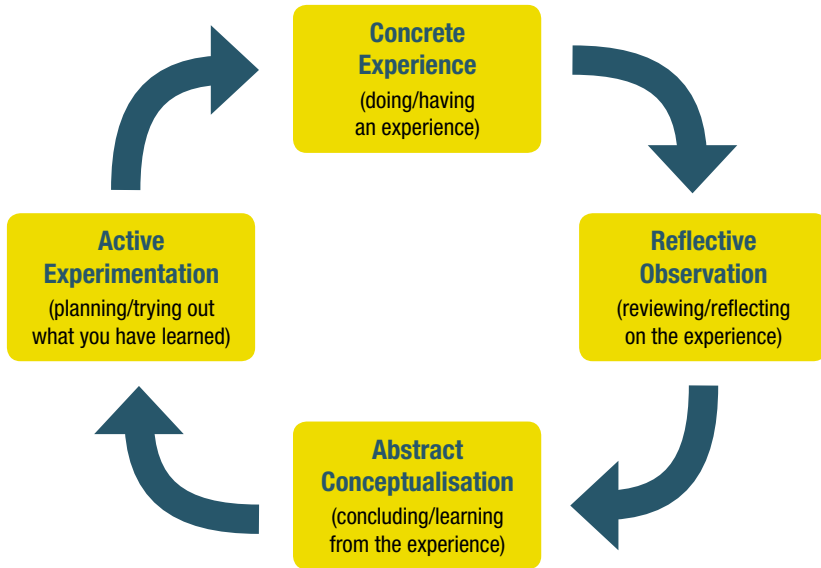 Concrete
Experience
(doing/having
an experience)
Reflective
Observation
(reviewing/reflecting
on the experience)
Abstract
Conceptualisation
(concluding/learning
from the experience)
Active
Experimentation
(planning/trying out
what you have learned)